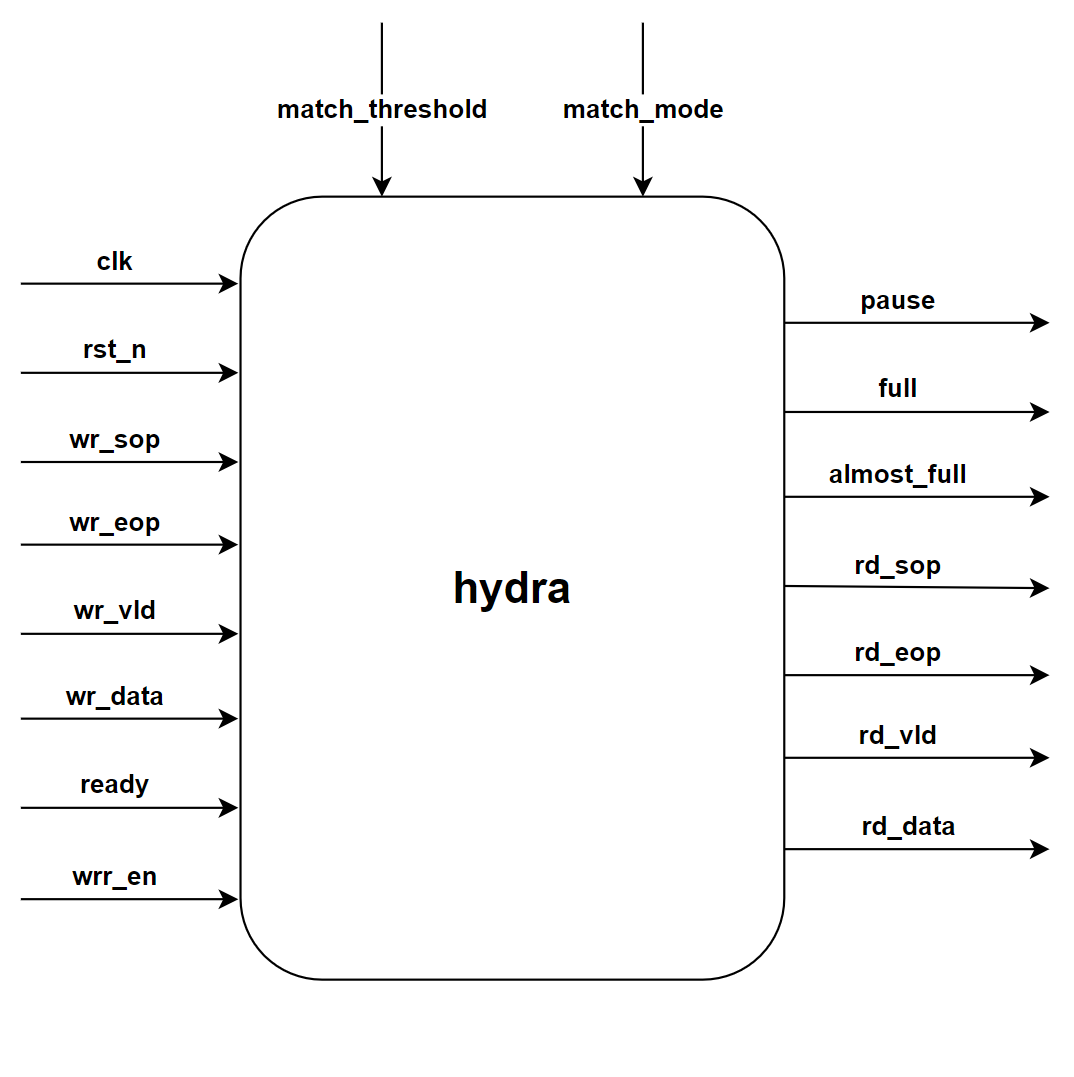 match_threshold
match_mode
clk
rst_n
wr_sop
wr_eop
wr_vld
wr_data
ready
wrr_en
hydra
pause
full
almost_full
rd_sop
rd_eop
rd_vld
rd_data